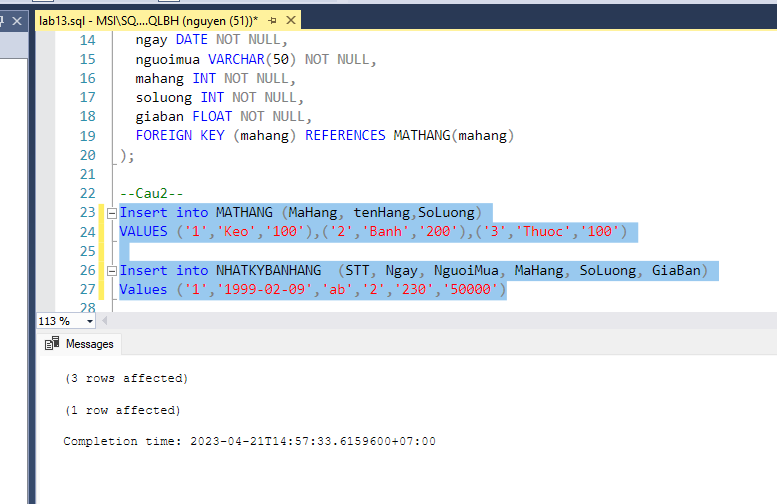 lab13.sql - MSI\SQ....QLBH (nguyen (51))*
14 ngay DATE NOT NULL,
15 nguoimua VARCHAR(50) NOT NULL,
16 mahang INT NOT NULL,
17 soluong INT NOT NULL,
18 giaban FLOAT NOT NULL,
19 FOREIGN KEY (mahang) REFERENCES MATHANG(mahang)
20 );
21
22 --Cau2--
23 Insert into MATHANG (MaHang, tenHang,SoLuong)
24 VALUES ('1','Keo','100'),('2','Banh','200'),('3','Thuoc','100')
25
26 Insert into NHATKYBANHANG  (STT, Ngay, NguoiMua, MaHang, SoLuong, GiaBan)
27 Values ('1','1999-02-09','ab','2','230','50000')
28
113 %
Messages
(3 rows affected)
(1 row affected)
Completion time: 2023-04-21T14:57:33.6159600+07:00